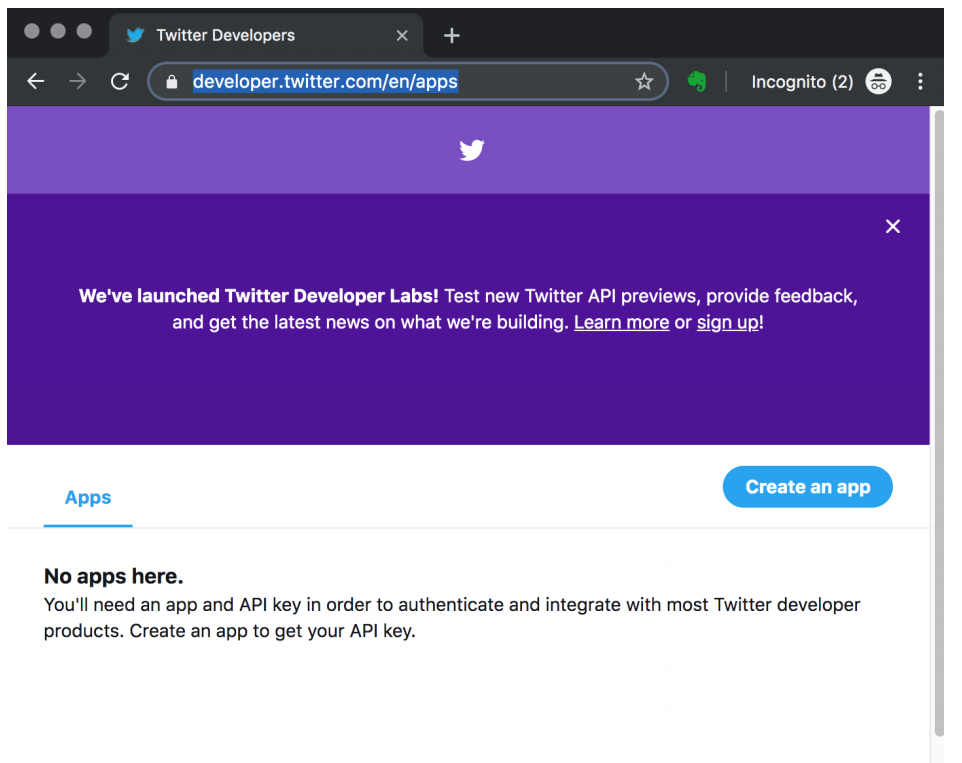 Twitter Developers
developer.twitter.com/en/apps
Incognito (2)
We've launched Twitter Developer Labs! Test new Twitter API previews, provide feedback,
and get the latest news on what we're building. Learn more or sign up!
Apps
Create an app
No apps here.
You'll need an app and API key in order to authenticate and integrate with most Twitter developer
products. Create an app to get your API key.